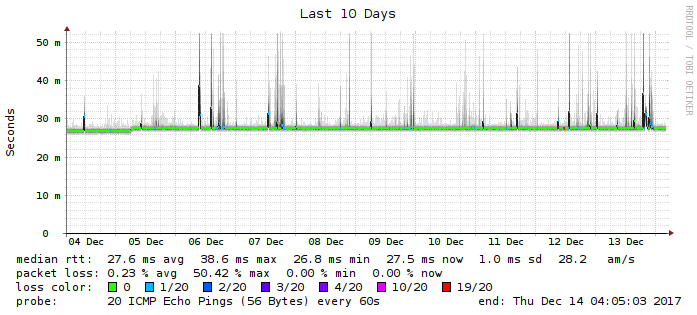 Last 10 Days
RRDTOOL / TOBI OETIKER
Seconds
50 m
40 m
30 m
20 m
10 m
0
04 Dec 05 Dec 06 Dec 07 Dec 08 Dec 09 Dec 10 Dec 11 Dec 12 Dec 13 Dec
median rtt: 27.6 ms avg 38.6 ms max 26.8 ms min 27.5 ms now 1.0 ms sd 28.2 am/s
packet loss: 0.23 % avg 50.42 % max 0.00 % min 0.00 % now
loss color: 0 1/20 2/20 3/20 4/20 10/20 19/20
probe: 20 ICMP Echo Pings (56 Bytes) every 60s end: Thu Dec 14 04:05:03 2017